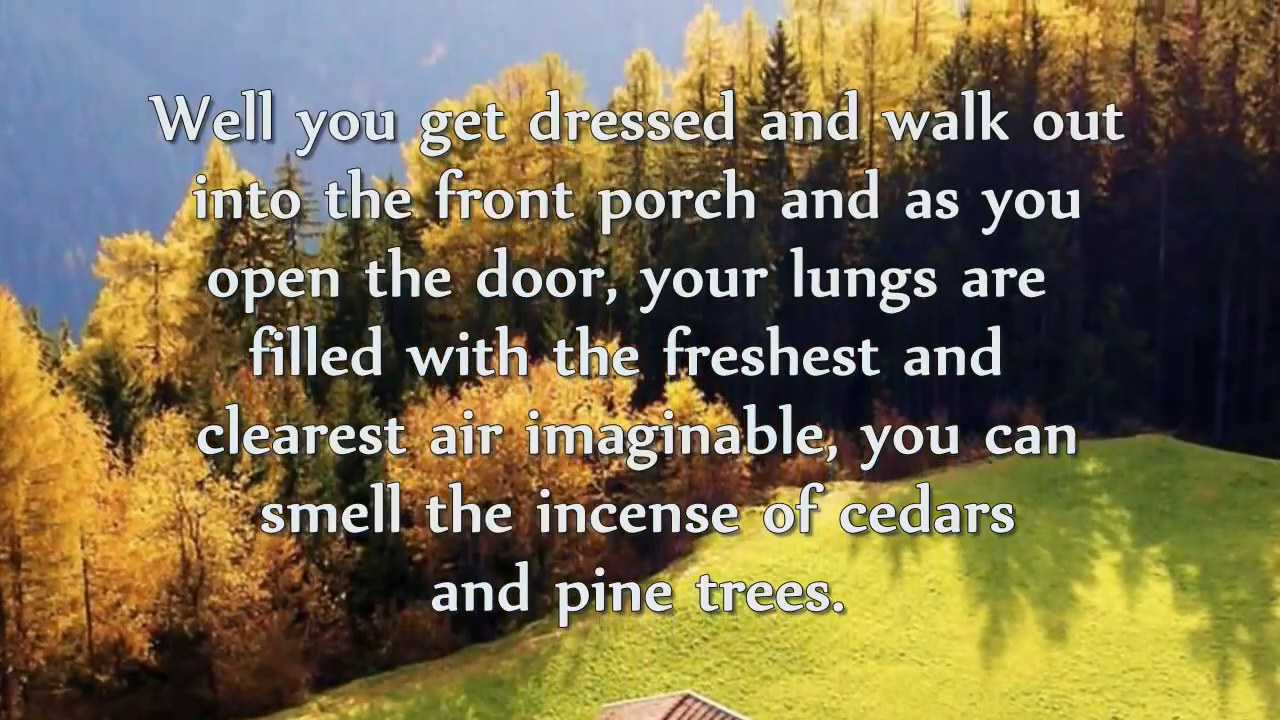 Well you get dressed and walk out
into the front porch and as you
open the door, your lungs are
filled with the freshest and
clearest air imaginable, you can
smell the incense of cedars
and pine trees.